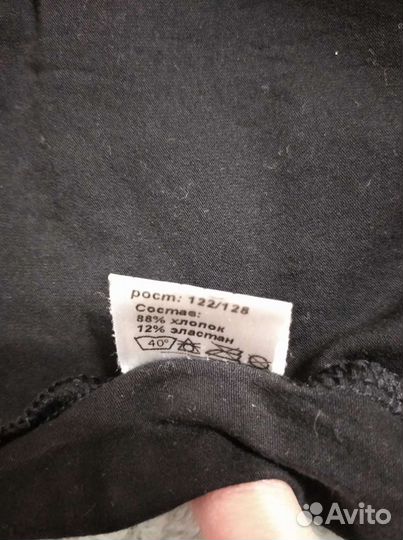 рост: 122/128
Состав:
88% хлопок
12% эластан
40°
Avito